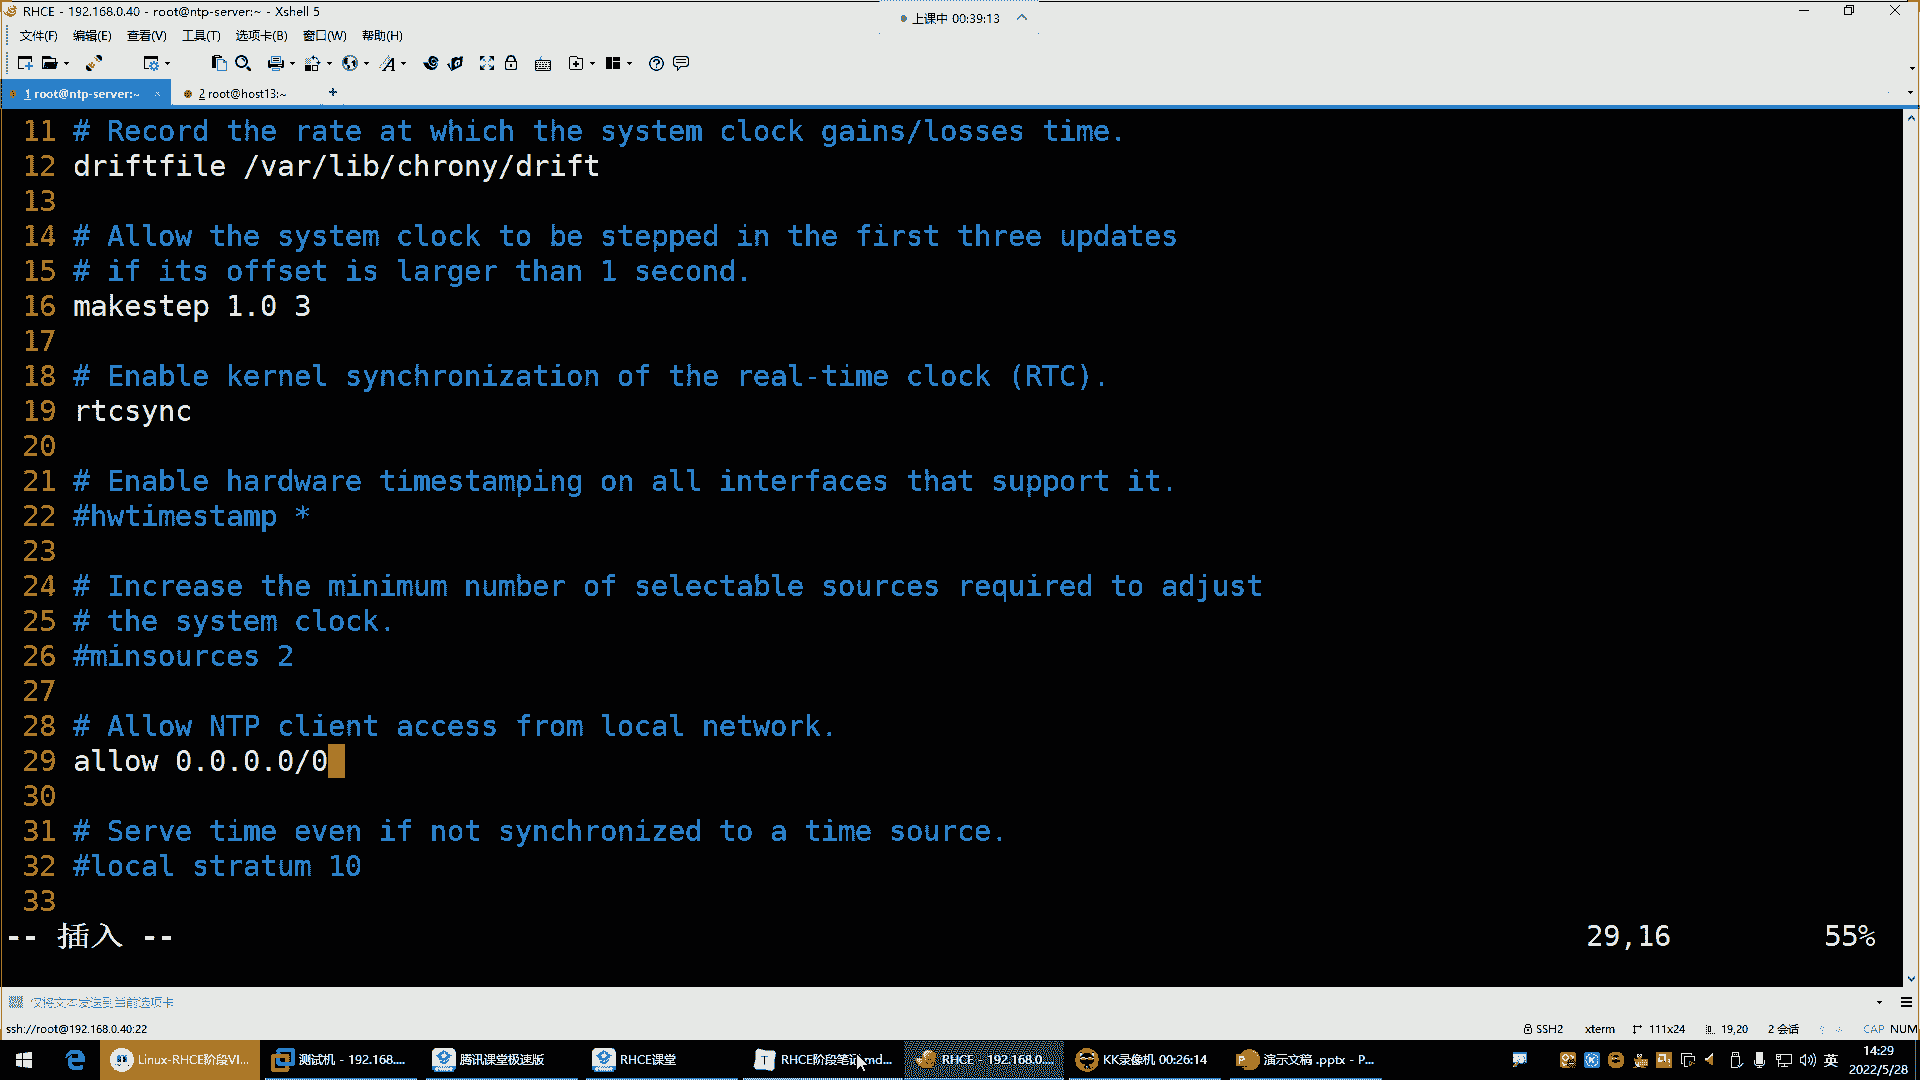 RHCE - 192.168.0.40 - root@ntp-server:~ - Xshell 5
上课中 00:39:13
文件(F) 编辑(E) 查看(V) 工具(T) 选项卡(B) 窗口(W) 帮助(H)
1 root@ntp-server:~ × 2 root@host13:~ +
11 # Record the rate at which the system clock gains/losses time.
12 driftfile /var/lib/chrony/drift
13
14 # Allow the system clock to be stepped in the first three updates
15 # if its offset is larger than 1 second.
16 makestep 1.0 3
17
18 # Enable kernel synchronization of the real-time clock (RTC).
19 rtcsync
20
21 # Enable hardware timestamping on all interfaces that support it.
22 #hwtimestamp *
23
24 # Increase the minimum number of selectable sources required to adjust
25 # the system clock.
26 #minsources 2
27
28 # Allow NTP client access from local network.
29 allow 0.0.0.0/0
30
31 # Serve time even if not synchronized to a time source.
32 #local stratum 10
33
-- 插入 -- 29,16 55%
仅将文本发送到当前选项卡
ssh://root@192.168.0.40:22 SSH2 xterm 111x24 19,20 2 会话 CAP NUM
Linux-RHCE阶段VI... 测试机 - 192.168.... 腾讯课堂极速版 RHCE课堂 RHCE阶段笔记.md... RHCE - 192.168.0.... KK录像机 00:26:14 演示文稿 .pptx - P... 英 14:29
2022/5/28